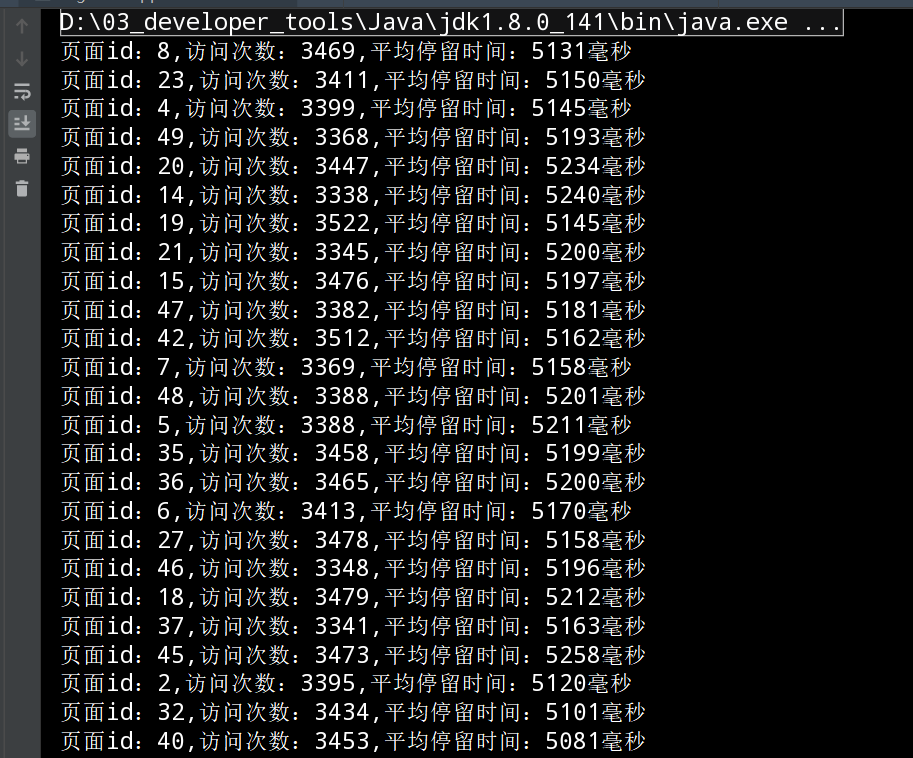 D:\03_developer_tools\Java\jdk1.8.0_141\bin\java.exe ...
页面id：8,访问次数：3469,平均停留时间：5131毫秒
页面id：23,访问次数：3411,平均停留时间：5150毫秒
页面id：4,访问次数：3399,平均停留时间：5145毫秒
页面id：49,访问次数：3368,平均停留时间：5193毫秒
页面id：20,访问次数：3447,平均停留时间：5234毫秒
页面id：14,访问次数：3338,平均停留时间：5240毫秒
页面id：19,访问次数：3522,平均停留时间：5145毫秒
页面id：21,访问次数：3345,平均停留时间：5200毫秒
页面id：15,访问次数：3476,平均停留时间：5197毫秒
页面id：47,访问次数：3382,平均停留时间：5181毫秒
页面id：42,访问次数：3512,平均停留时间：5162毫秒
页面id：7,访问次数：3369,平均停留时间：5158毫秒
页面id：48,访问次数：3388,平均停留时间：5201毫秒
页面id：5,访问次数：3388,平均停留时间：5211毫秒
页面id：35,访问次数：3458,平均停留时间：5199毫秒
页面id：36,访问次数：3465,平均停留时间：5200毫秒
页面id：6,访问次数：3413,平均停留时间：5170毫秒
页面id：27,访问次数：3478,平均停留时间：5158毫秒
页面id：46,访问次数：3348,平均停留时间：5196毫秒
页面id：18,访问次数：3479,平均停留时间：5212毫秒
页面id：37,访问次数：3341,平均停留时间：5163毫秒
页面id：45,访问次数：3473,平均停留时间：5258毫秒
页面id：2,访问次数：3395,平均停留时间：5120毫秒
页面id：32,访问次数：3434,平均停留时间：5101毫秒
页面id：40,访问次数：3453,平均停留时间：5081毫秒